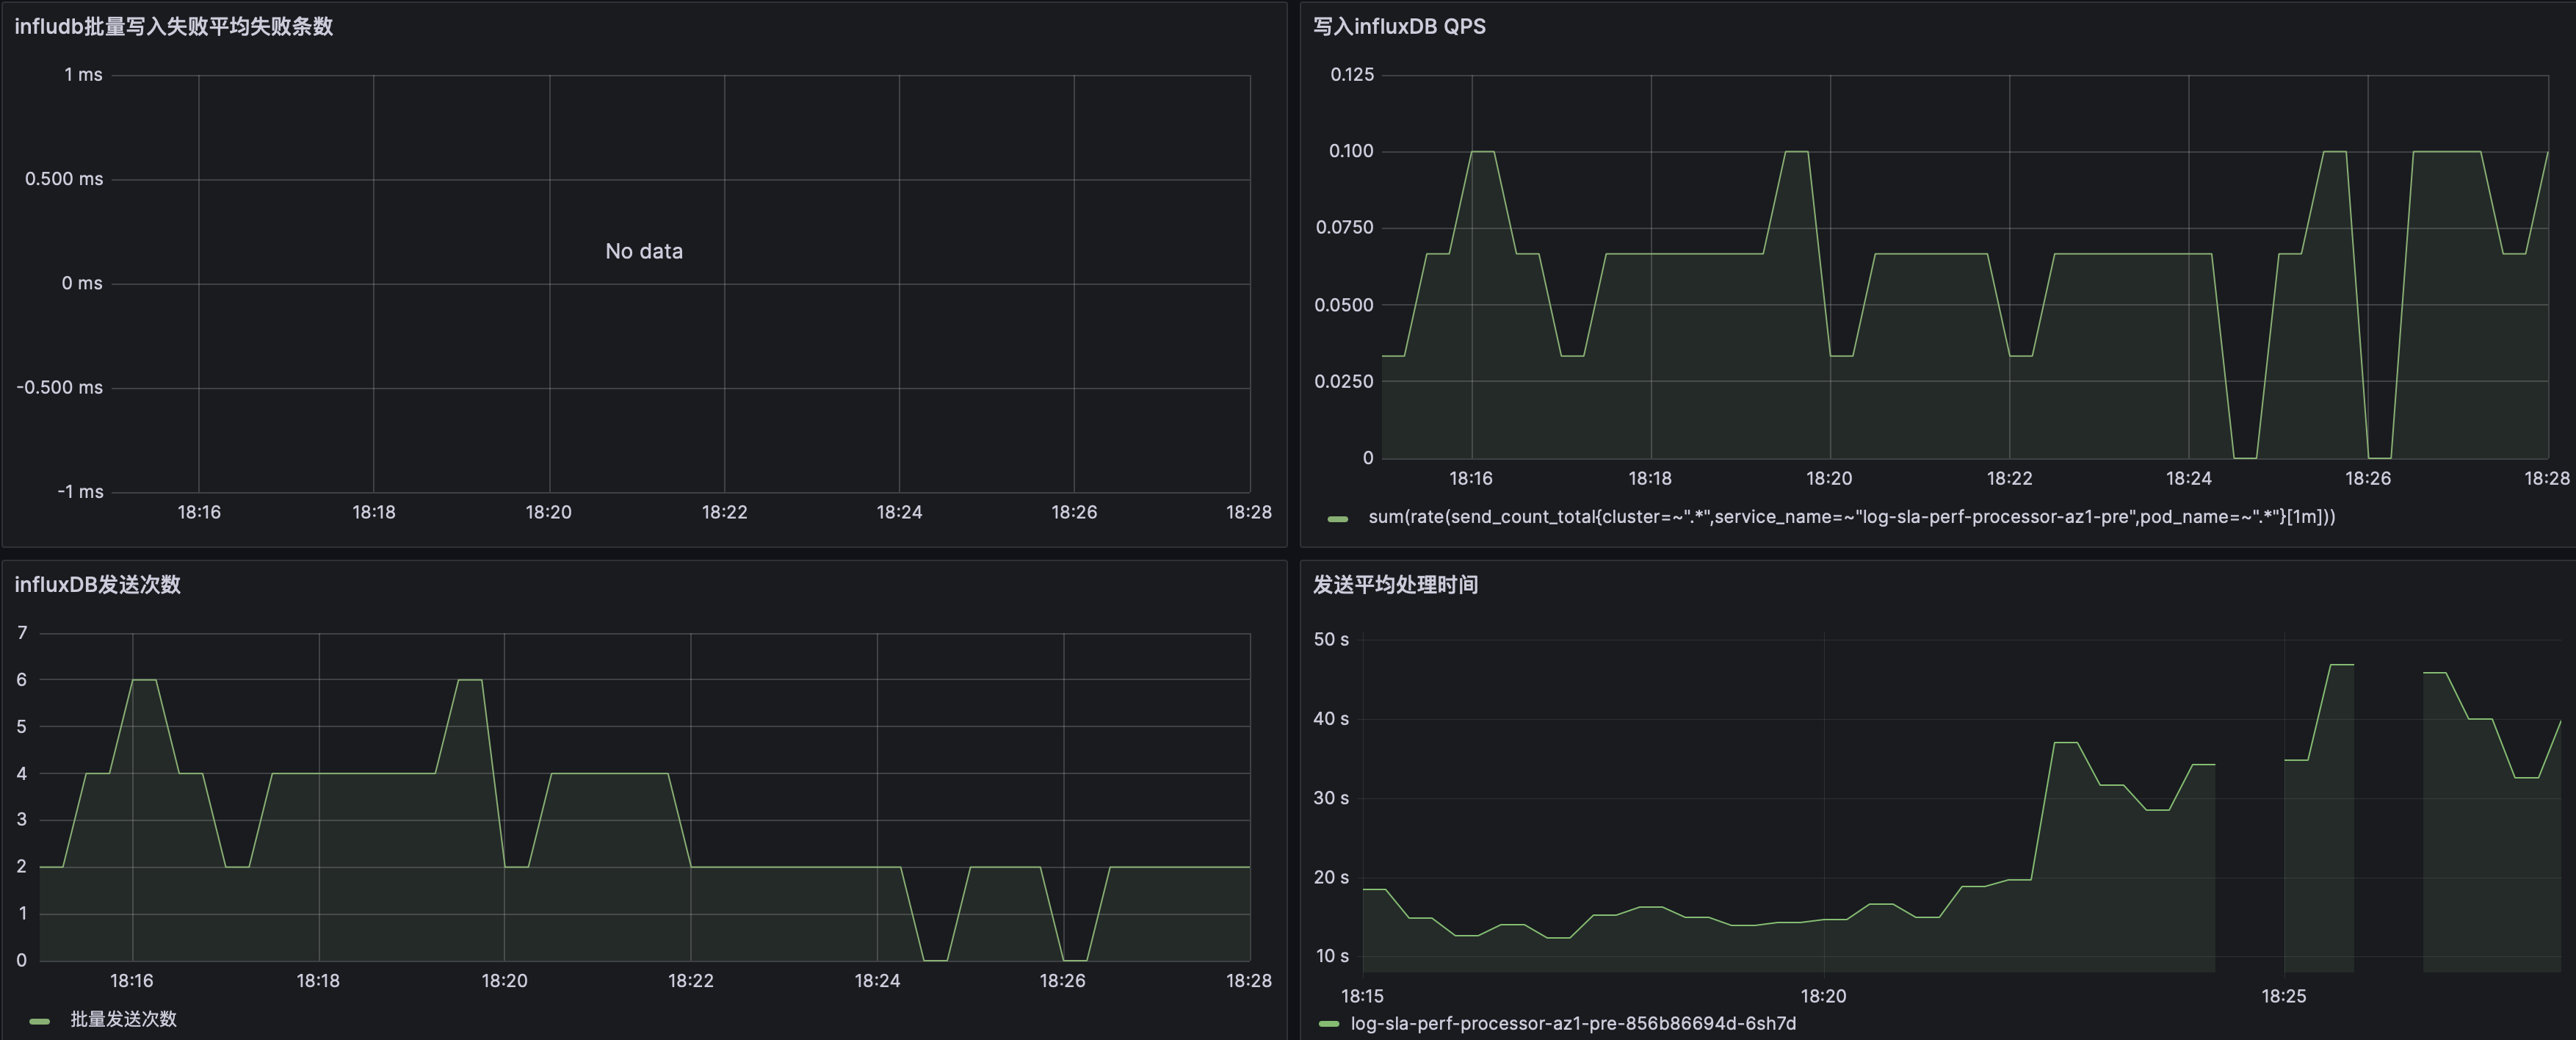 infludb批量写入失败平均失败条数
1 ms
0.500 ms
0 ms
-0.500 ms
-1 ms
No data
18:16
18:18
18:20
18:22
18:24
18:26
18:28
写入influxDB QPS
0.125
0.100
0.0750
0.0500
0.0250
0
18:16
18:18
18:20
18:22
18:24
18:26
18:28
sum(rate(send_count_total{cluster=~".*",service_name=~"log-sla-perf-processor-az1-pre",pod_name=~".*"}[1m]))
influxDB发送次数
7
6
5
4
3
2
1
0
18:16
18:18
18:20
18:22
18:24
18:26
18:28
批量发送次数
发送平均处理时间
50 s
40 s
30 s
20 s
10 s
18:15
18:20
18:25
log-sla-perf-processor-az1-pre-856b86694d-6sh7d